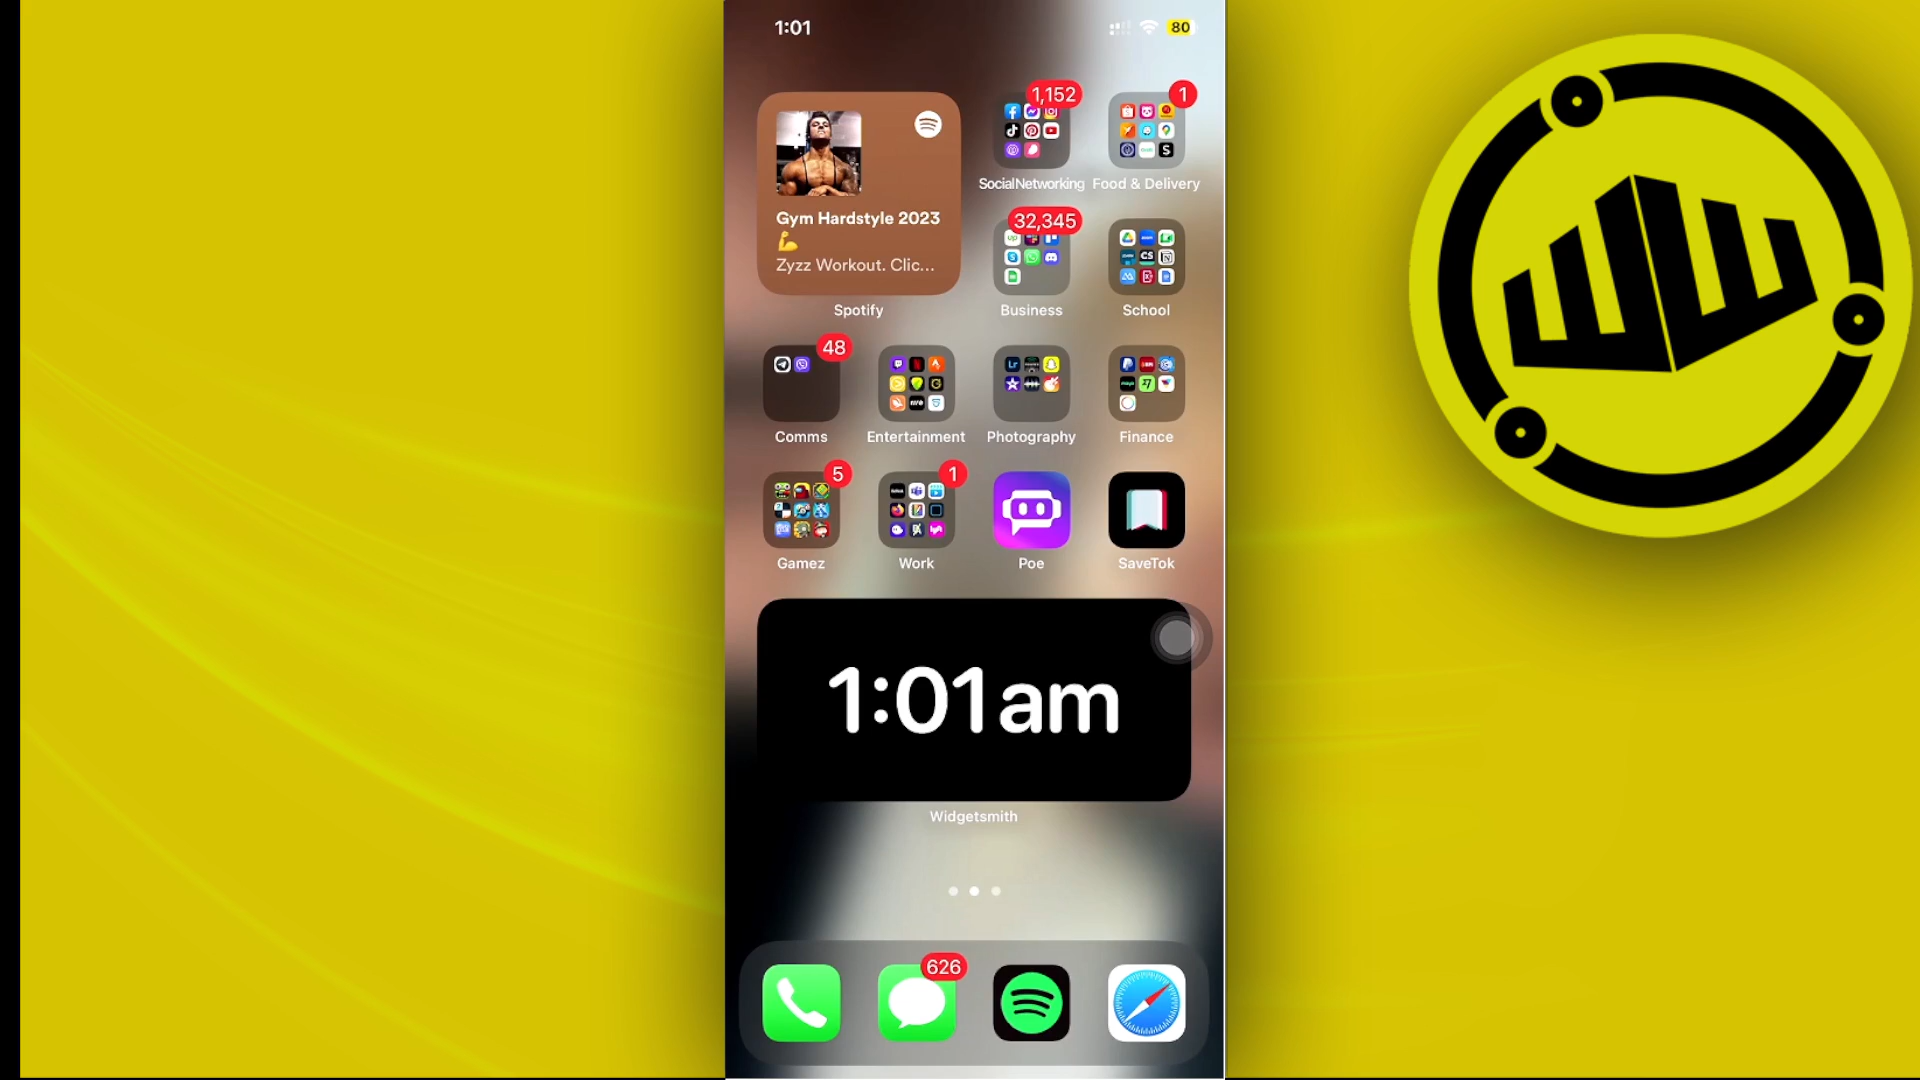 1:01
80
1,152
1
SocialNetworking
Food & Delivery
Gym Hardstyle 2023
💪
Zyzz Workout. Clic...
Spotify
32,345
Business
School
48
Comms
Entertainment
Photography
Finance
5
Gamez
1
Work
Poe
SaveTok
1:01am
Widgetsmith
626